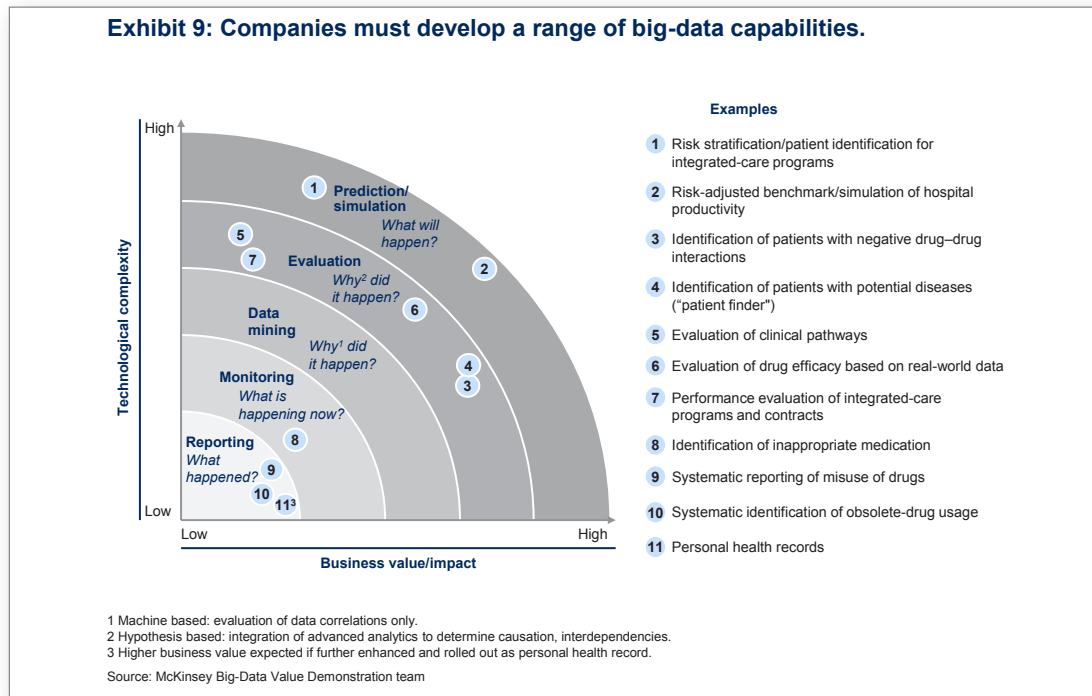 Exhibit 9: Companies must develop a range of big-data capabilities.
High
Technological complexity
Low
1
Prediction/
simulation
What will
happen?
2
5
7
Evaluation
Why² did
it happen?
6
4
3
Data
mining
Why¹ did
it happen?
Monitoring
What is
happening now?
8
Reporting
What
happened?
9
10
11³
Low
High
Business value/impact
Examples
1 Risk stratification/patient identification for
integrated-care programs
2 Risk-adjusted benchmark/simulation of hospital
productivity
3 Identification of patients with negative drug–drug
interactions
4 Identification of patients with potential diseases
(“patient finder")
5 Evaluation of clinical pathways
6 Evaluation of drug efficacy based on real-world data
7 Performance evaluation of integrated-care
programs and contracts
8 Identification of inappropriate medication
9 Systematic reporting of misuse of drugs
10 Systematic identification of obsolete-drug usage
11 Personal health records
1 Machine based: evaluation of data correlations only.
2 Hypothesis based: integration of advanced analytics to determine causation, interdependencies.
3 Higher business value expected if further enhanced and rolled out as personal health record.
Source: McKinsey Big-Data Value Demonstration team